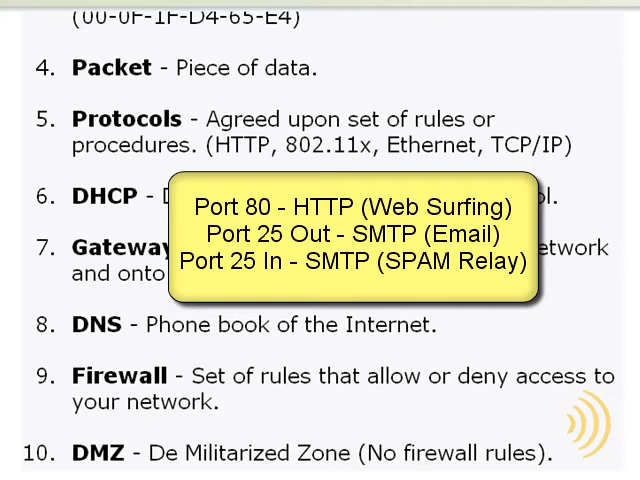 (00-0F-1F-D4-65-E4)
4. Packet - Piece of data.
5. Protocols - Agreed upon set of rules or
procedures. (HTTP, 802.11x, Ethernet, TCP/IP)
6. DHCP -
Port 80 - HTTP (Web Surfing)
Port 25 Out - SMTP (Email)
Port 25 In - SMTP (SPAM Relay)
7. Gateway
and onto
8. DNS - Phone book of the Internet.
9. Firewall - Set of rules that allow or deny access to
your network.
10. DMZ - De Militarized Zone (No firewall rules).